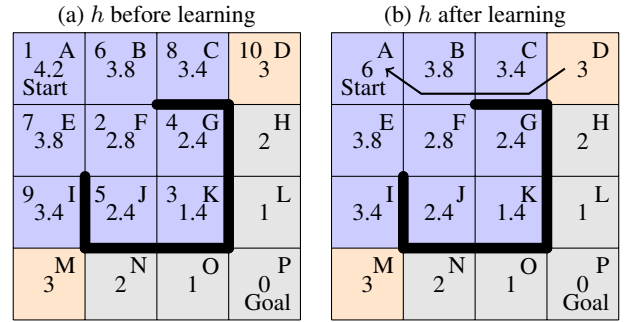 (a) h before learning
1 A 6 B 8 C 10 D
4.2 3.8 3.4 3
Start
7 E 2 F 4 G H
3.8 2.8 2.4 2
9 I 5 J 3 K L
3.4 2.4 1.4 1
M N O P
3 2 1 0
Goal
(b) h after learning
A B C D
6 3.8 3.4 3
Start
E F G H
3.8 2.8 2.4 2
I J K L
3.4 2.4 1.4 1
M N O P
3 2 1 0
Goal